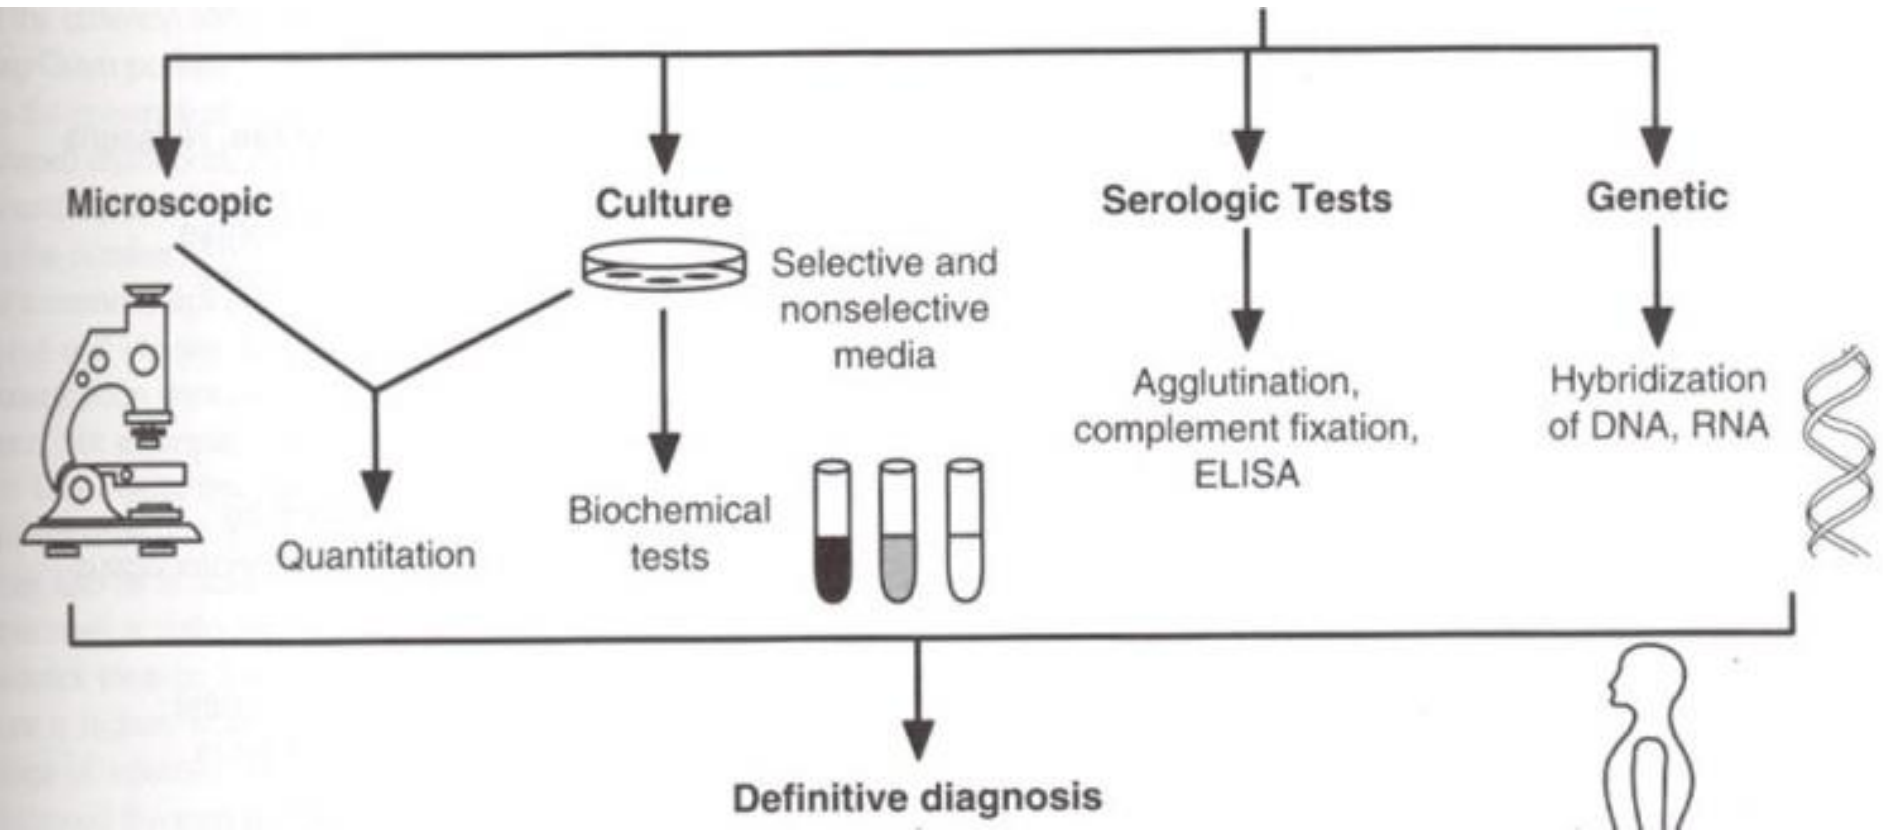 Microscopic
Culture
Serologic Tests
Genetic
Selective and
nonselective
media
Agglutination,
complement fixation,
ELISA
Hybridization
of DNA, RNA
Quantitation
Biochemical
tests
Definitive diagnosis